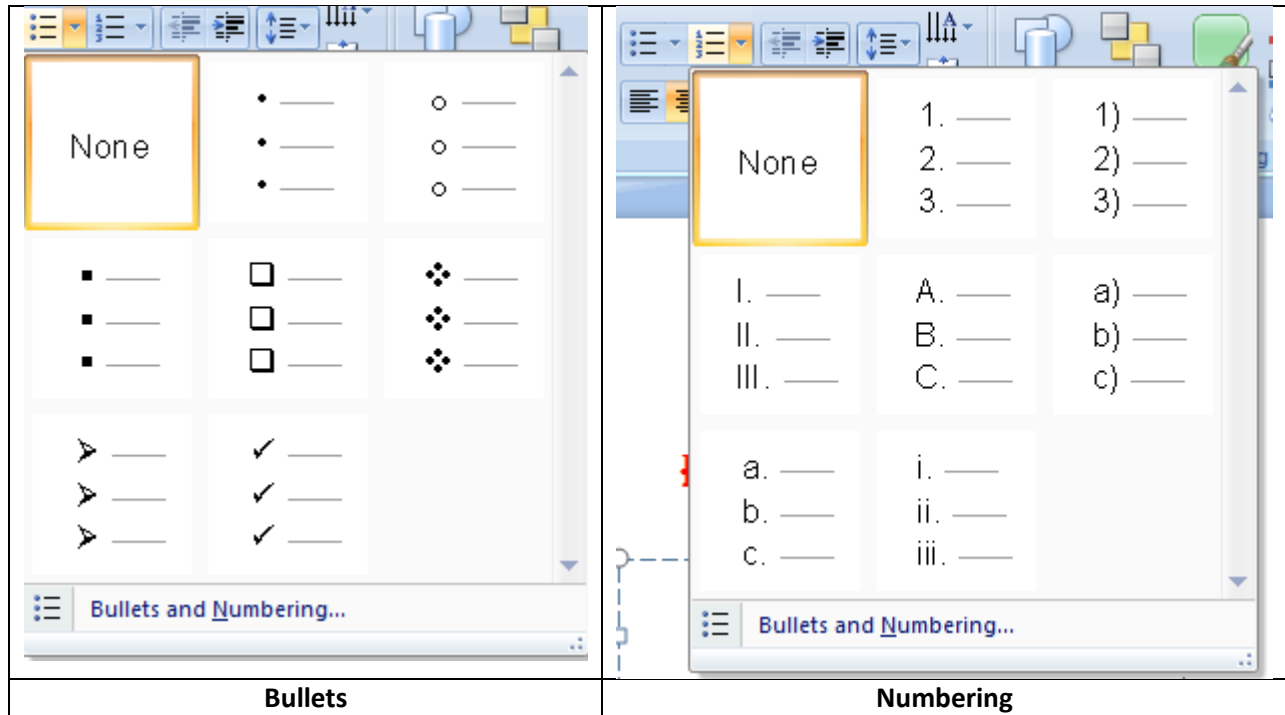 None
Bullets and Numbering...
Bullets
None
1.
2.
3.
1)
2)
3)
I.
II.
III.
A.
B.
C.
a)
b)
c)
a.
b.
c.
i.
ii.
iii.
Bullets and Numbering...
Numbering